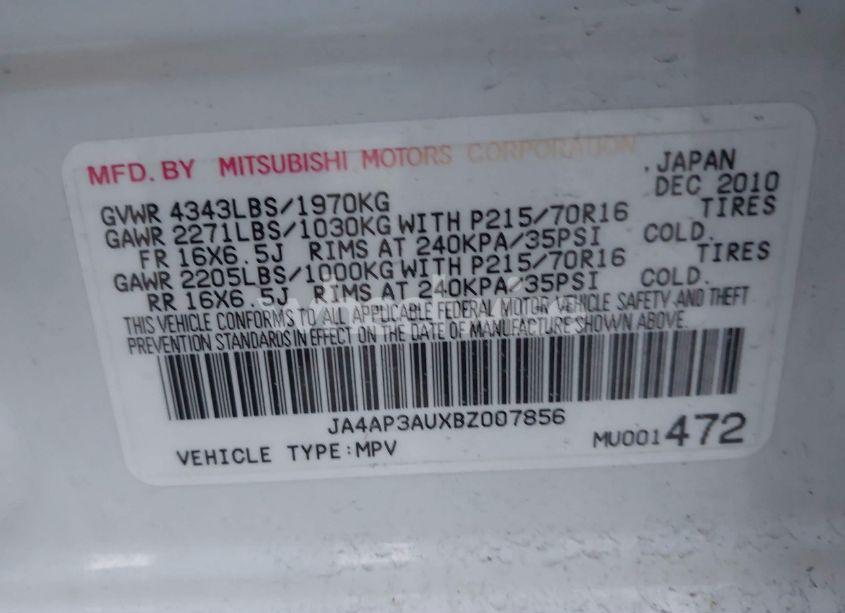 MFD. BY MITSUBISHI MOTORS CORPORATION, JAPAN
GVWR 4343LBS/1970KG DEC 2010
GAWR 2271LBS/1030KG WITH P215/70R16 TIRES
FR 16X6.5J RIMS AT 240KPA/35PSI COLD.
GAWR 2205LBS/1000KG WITH P215/70R16 TIRES
RR 16X6.5J RIMS AT 240KPA/35PSI COLD.
THIS VEHICLE CONFORMS TO ALL APPLICABLE FEDERAL MOTOR VEHICLE SAFETY AND THEFT
PREVENTION STANDARDS IN EFFECT ON THE DATE OF MANUFACTURE SHOWN ABOVE.
JA4AP3AUXBZ007856
VEHICLE TYPE:MPV MU001472